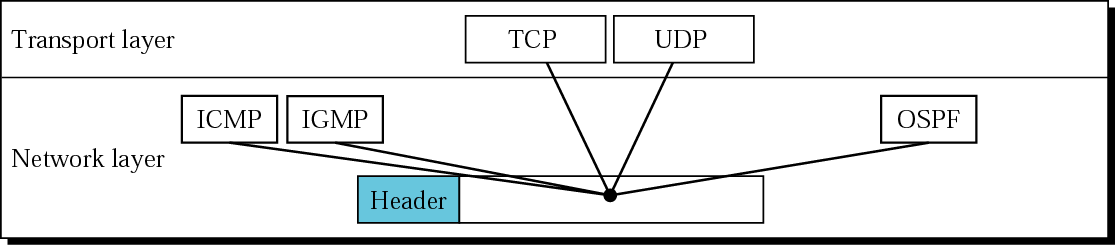 Transport layer
TCP
UDP
ICMP
IGMP
OSPF
Network layer
Header